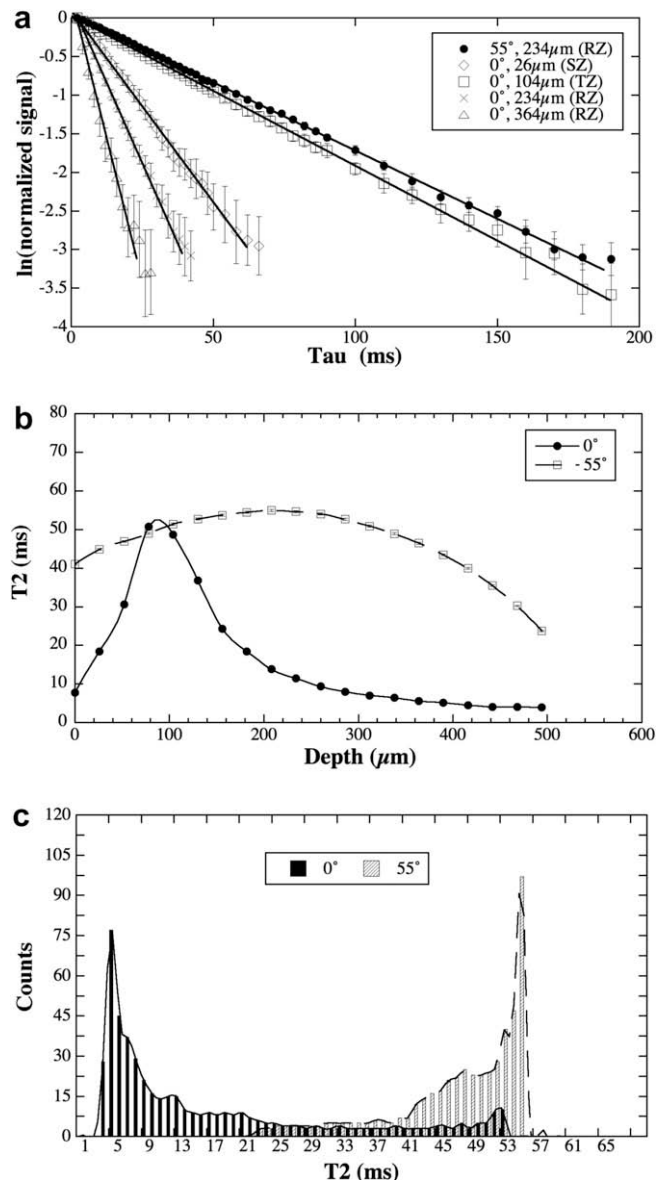 a
0
-0.5
-1
-1.5
-2
-2.5
-3
-3.5
-4
ln(normalized signal)
55°, 234µm (RZ)
0°, 26µm (SZ)
0°, 104µm (TZ)
0°, 234µm (RZ)
0°, 364µm (RZ)
0 50 100 150 200
Tau (ms)
b
80
70
60
50
40
30
20
10
0
T2 (ms)
0°
- 55°
0 100 200 300 400 500 600
Depth (µm)
c
120
105
90
75
60
45
30
15
0
Counts
0° 55°
1 5 9 13 17 21 25 29 33 37 41 45 49 53 57 61 65
T2 (ms)